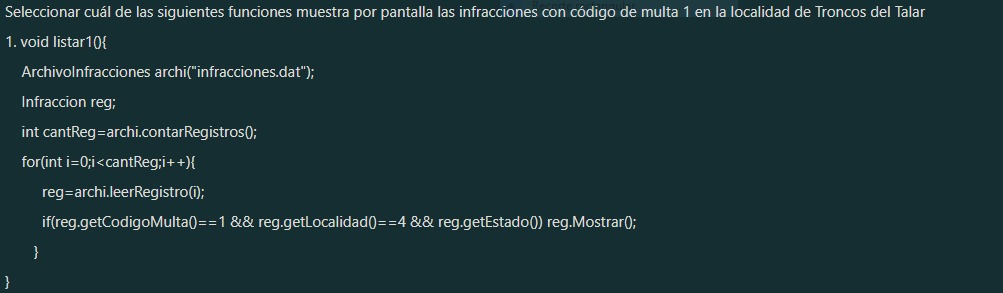 Seleccionar cuál de las siguientes funciones muestra por pantalla las infracciones con código de multa 1 en la localidad de Troncos del Talar
1. void listar1(){
ArchivoInfracciones archi("infracciones.dat");
Infraccion reg;
int cantReg=archi.contarRegistros();
for(int i=0;i<cantReg;i++){
reg=archi.leerRegistro(i);
if(reg.getCodigoMulta()==1 && reg.getLocalidad()==4 && reg.getEstado()) reg.Mostrar();
}
}